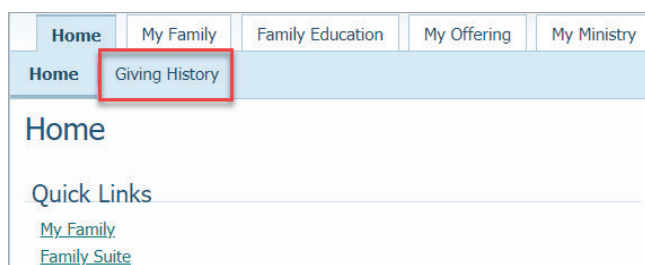 Home My Family Family Education My Offering My Ministry
Home Giving History
Home
Quick Links
My Family
Family Suite